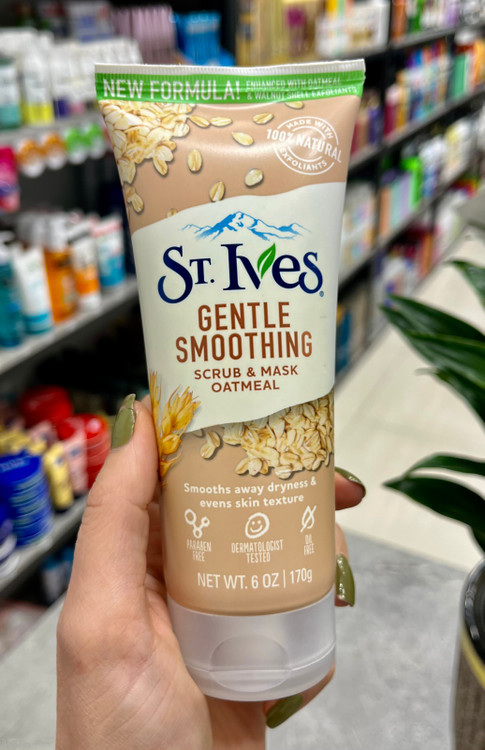 NEW FORMULA! ENHANCED WITH OATMEAL
& WALNUT SHELL EXFOLIANTS
MADE WITH
100% NATURAL
EXFOLIANTS
ST. IVES®
GENTLE
SMOOTHING
SCRUB & MASK
OATMEAL
Smooths away dryness &
evens skin texture
PARABEN
FREE
DERMATOLOGIST
TESTED
OIL
FREE
NET WT. 6 OZ | 170g